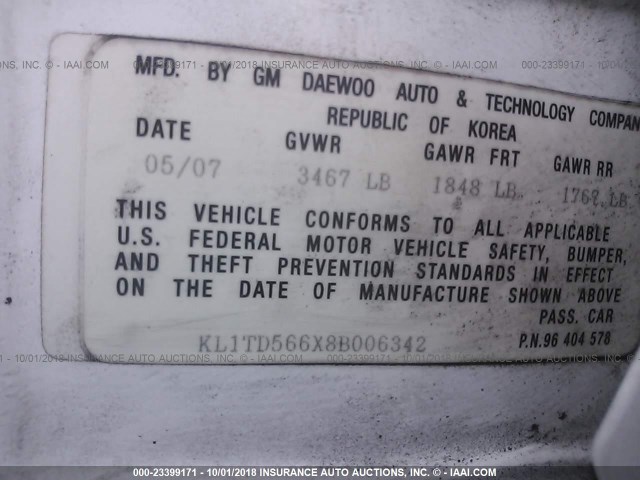 MFD. BY GM DAEWOO AUTO & TECHNOLOGY COMPAN
REPUBLIC OF KOREA
DATE GVWR GAWR FRT GAWR RR
05/07 3467 LB 1848 LB LB
THIS VEHICLE CONFORMS TO ALL APPLICABLE
U.S. FEDERAL MOTOR VEHICLE SAFETY, BUMPER,
AND THEFT PREVENTION STANDARDS IN EFFECT
ON THE DATE OF MANUFACTURE SHOWN ABOVE
PASS. CAR
KL1TD566X8B006342 P.N. 96 404 578
000-23399171 - 10/01/2018 INSURANCE AUTO AUCTIONS, INC. - IAAI.COM